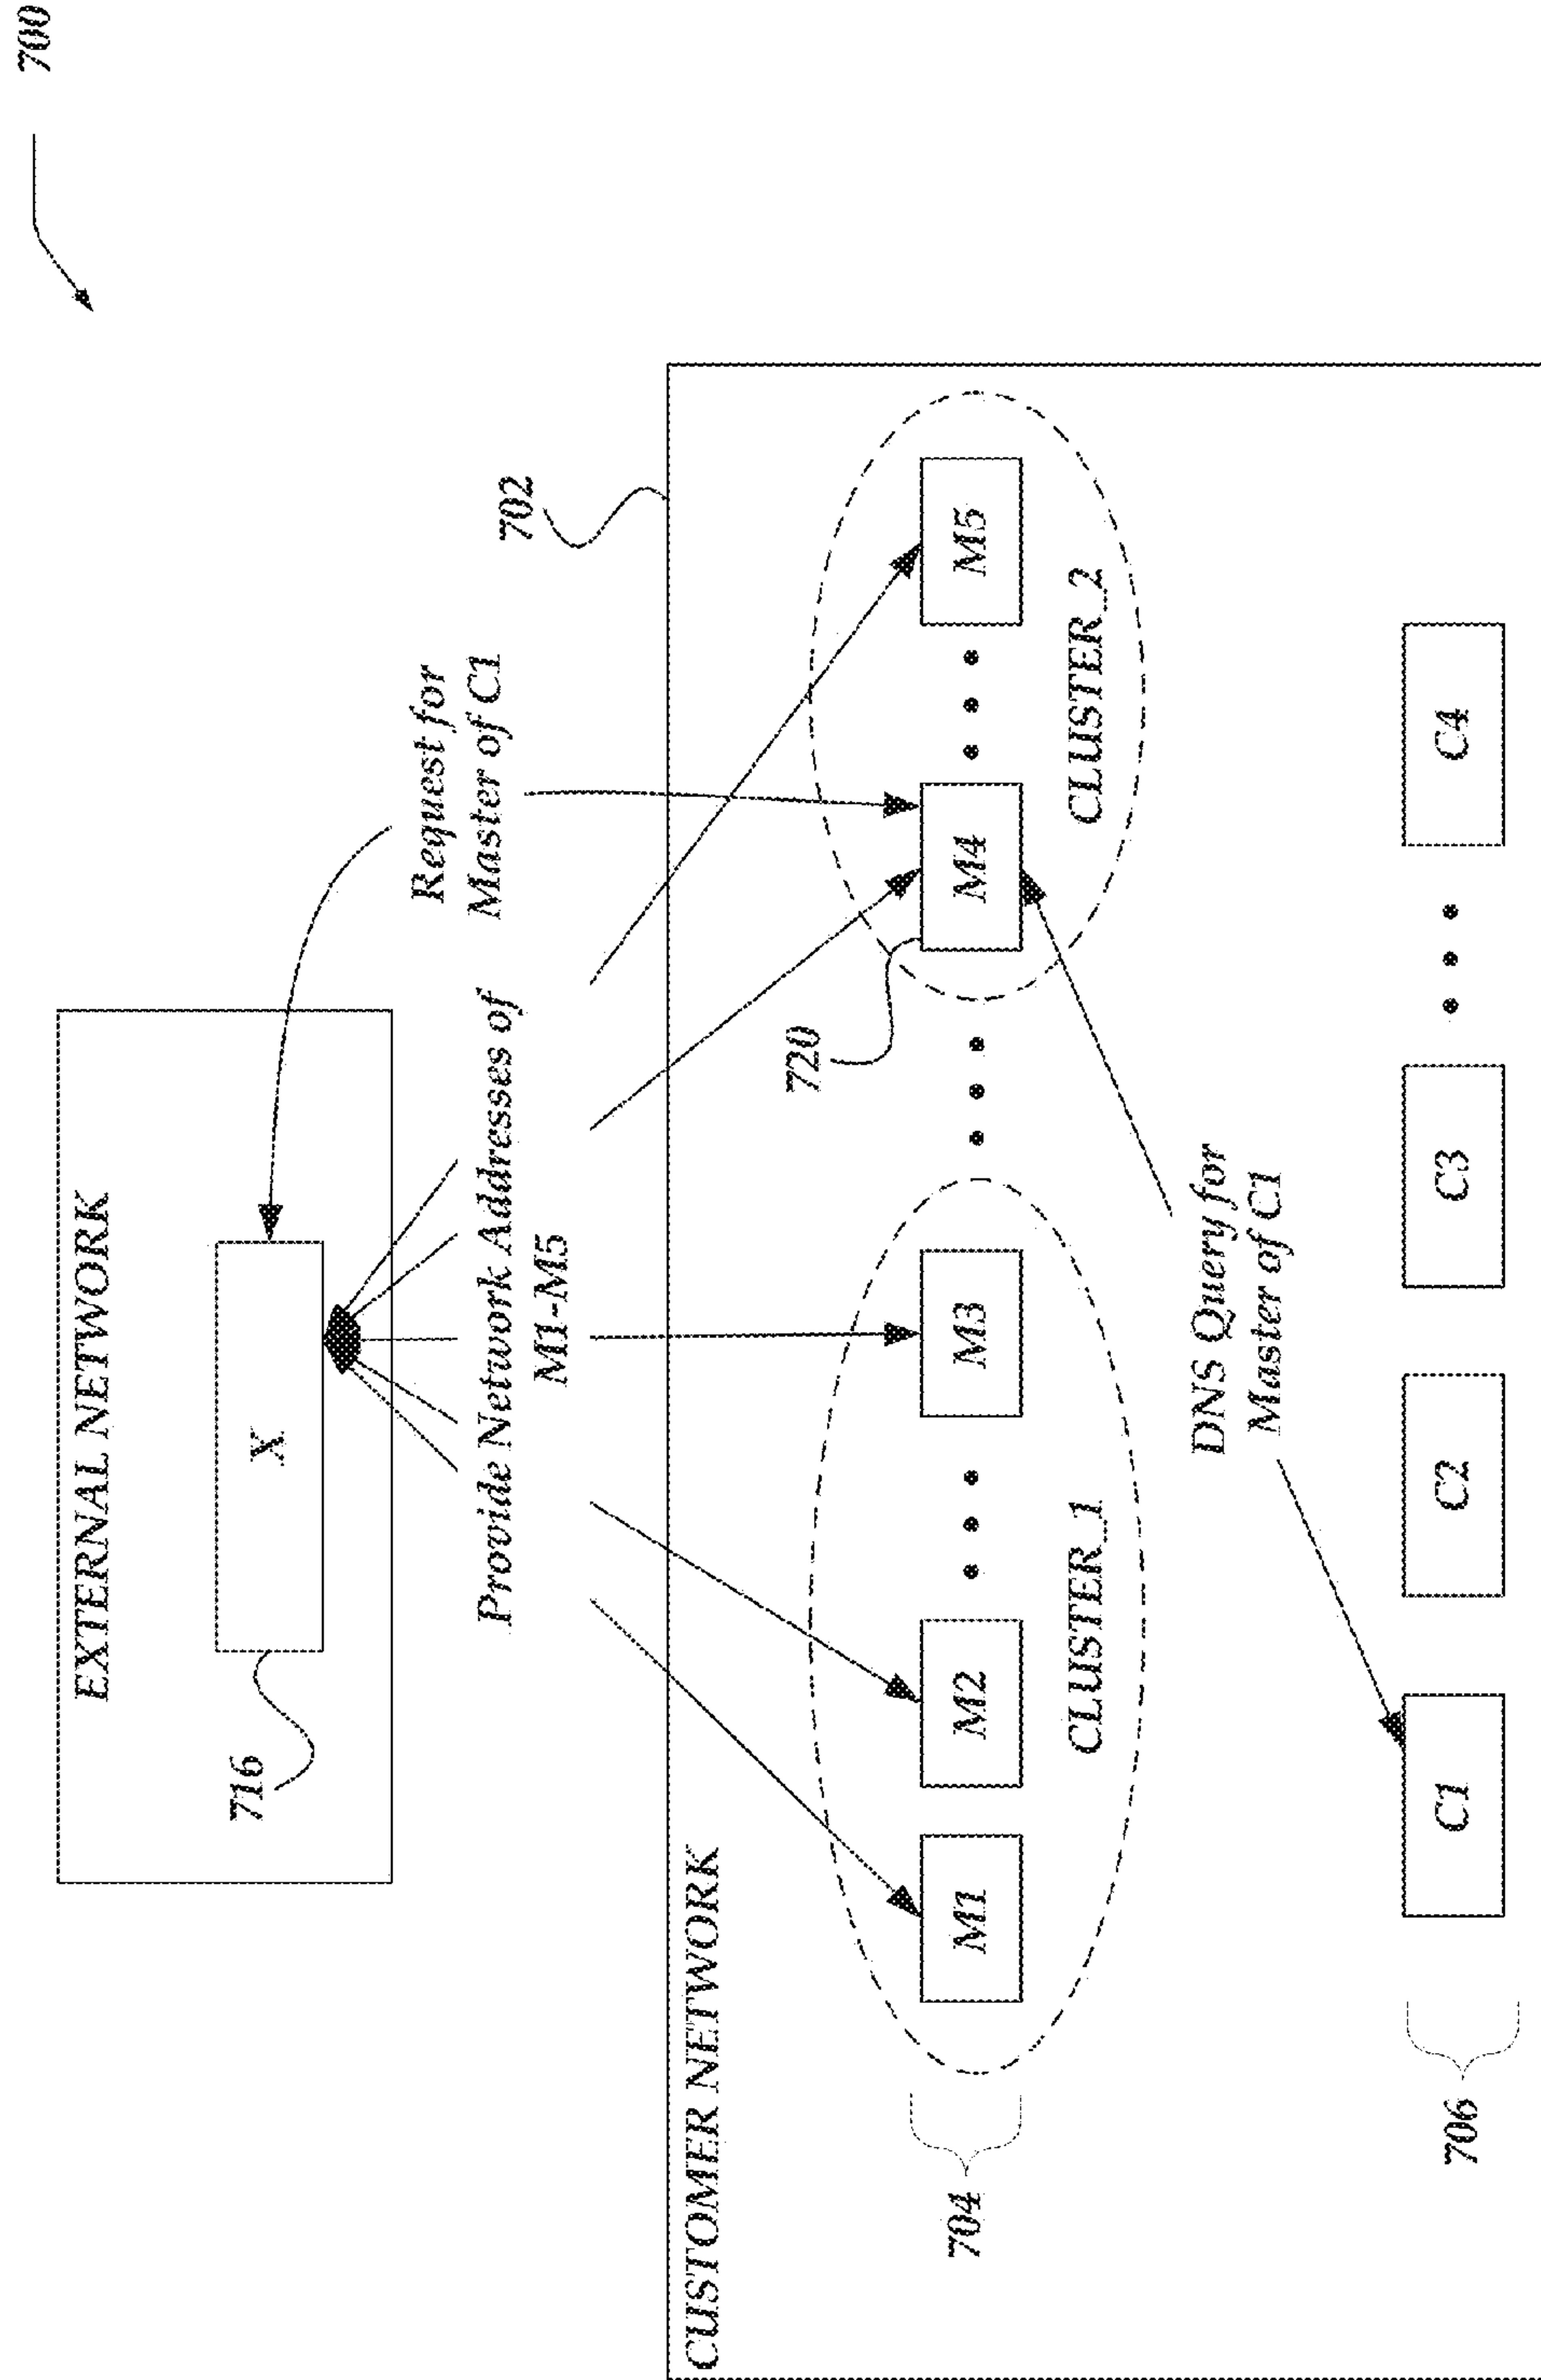 700
EXTERNAL NETWORK
X
716
Request for
Master of C1
Provide Network Addresses of
M1-M5
702
CUSTOMER NETWORK
720
M1
M2
M3
M4
M5
704
CLUSTER_1
CLUSTER_2
DNS Query for
Master of C1
C1
C2
C3
C4
706